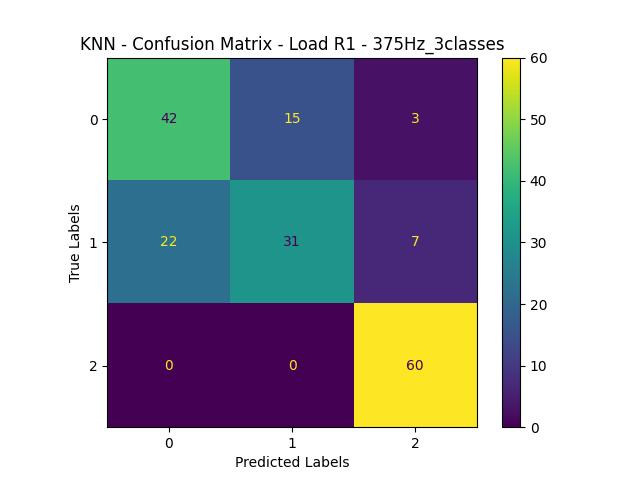 KNN - Confusion Matrix - Load R1 - 375Hz_3classes
60
0 42 15 3
50
40
True Labels
1 22 31 7
30
20
2 0 0 60
10
0
0 1 2
Predicted Labels